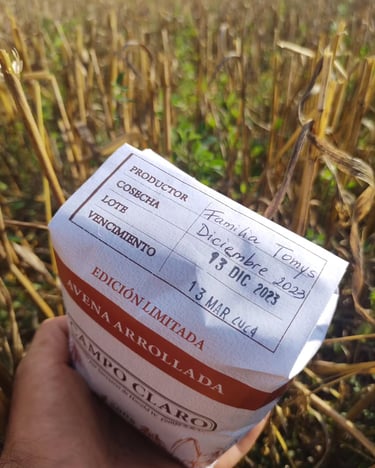 PRODUCTOR Familia Tomys
COSECHA Diciembre 2023
LOTE 13 DIC 2023
VENCIMIENTO 13 MAR
EDICIÓN LIMITADA
AVENA ARROLLADA
CAMPO CLARO